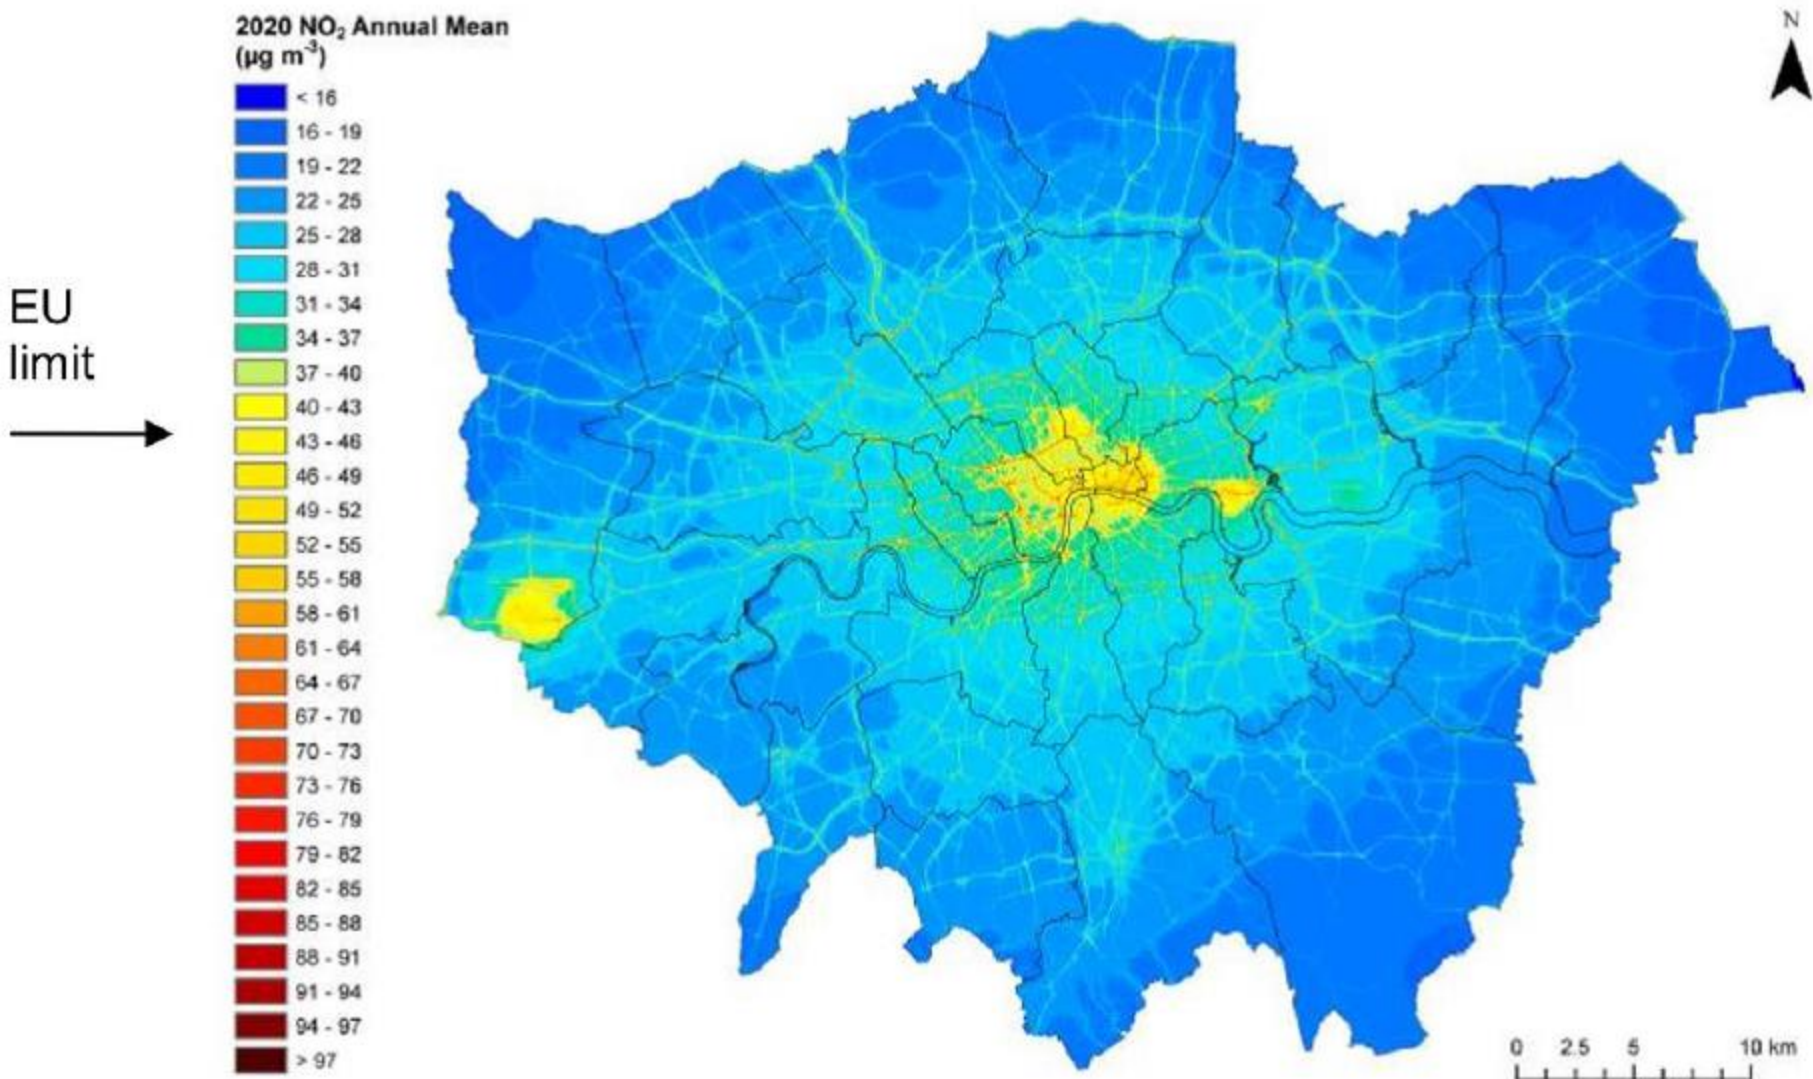 2020 NO₂ Annual Mean
(µg m⁻³)
< 16
16 - 19
19 - 22
22 - 25
25 - 28
28 - 31
31 - 34
34 - 37
37 - 40
40 - 43
43 - 46
46 - 49
49 - 52
52 - 55
55 - 58
58 - 61
61 - 64
64 - 67
67 - 70
70 - 73
73 - 76
76 - 79
79 - 82
82 - 85
85 - 88
88 - 91
91 - 94
94 - 97
> 97
EU
limit
N
0 2.5 5 10 km